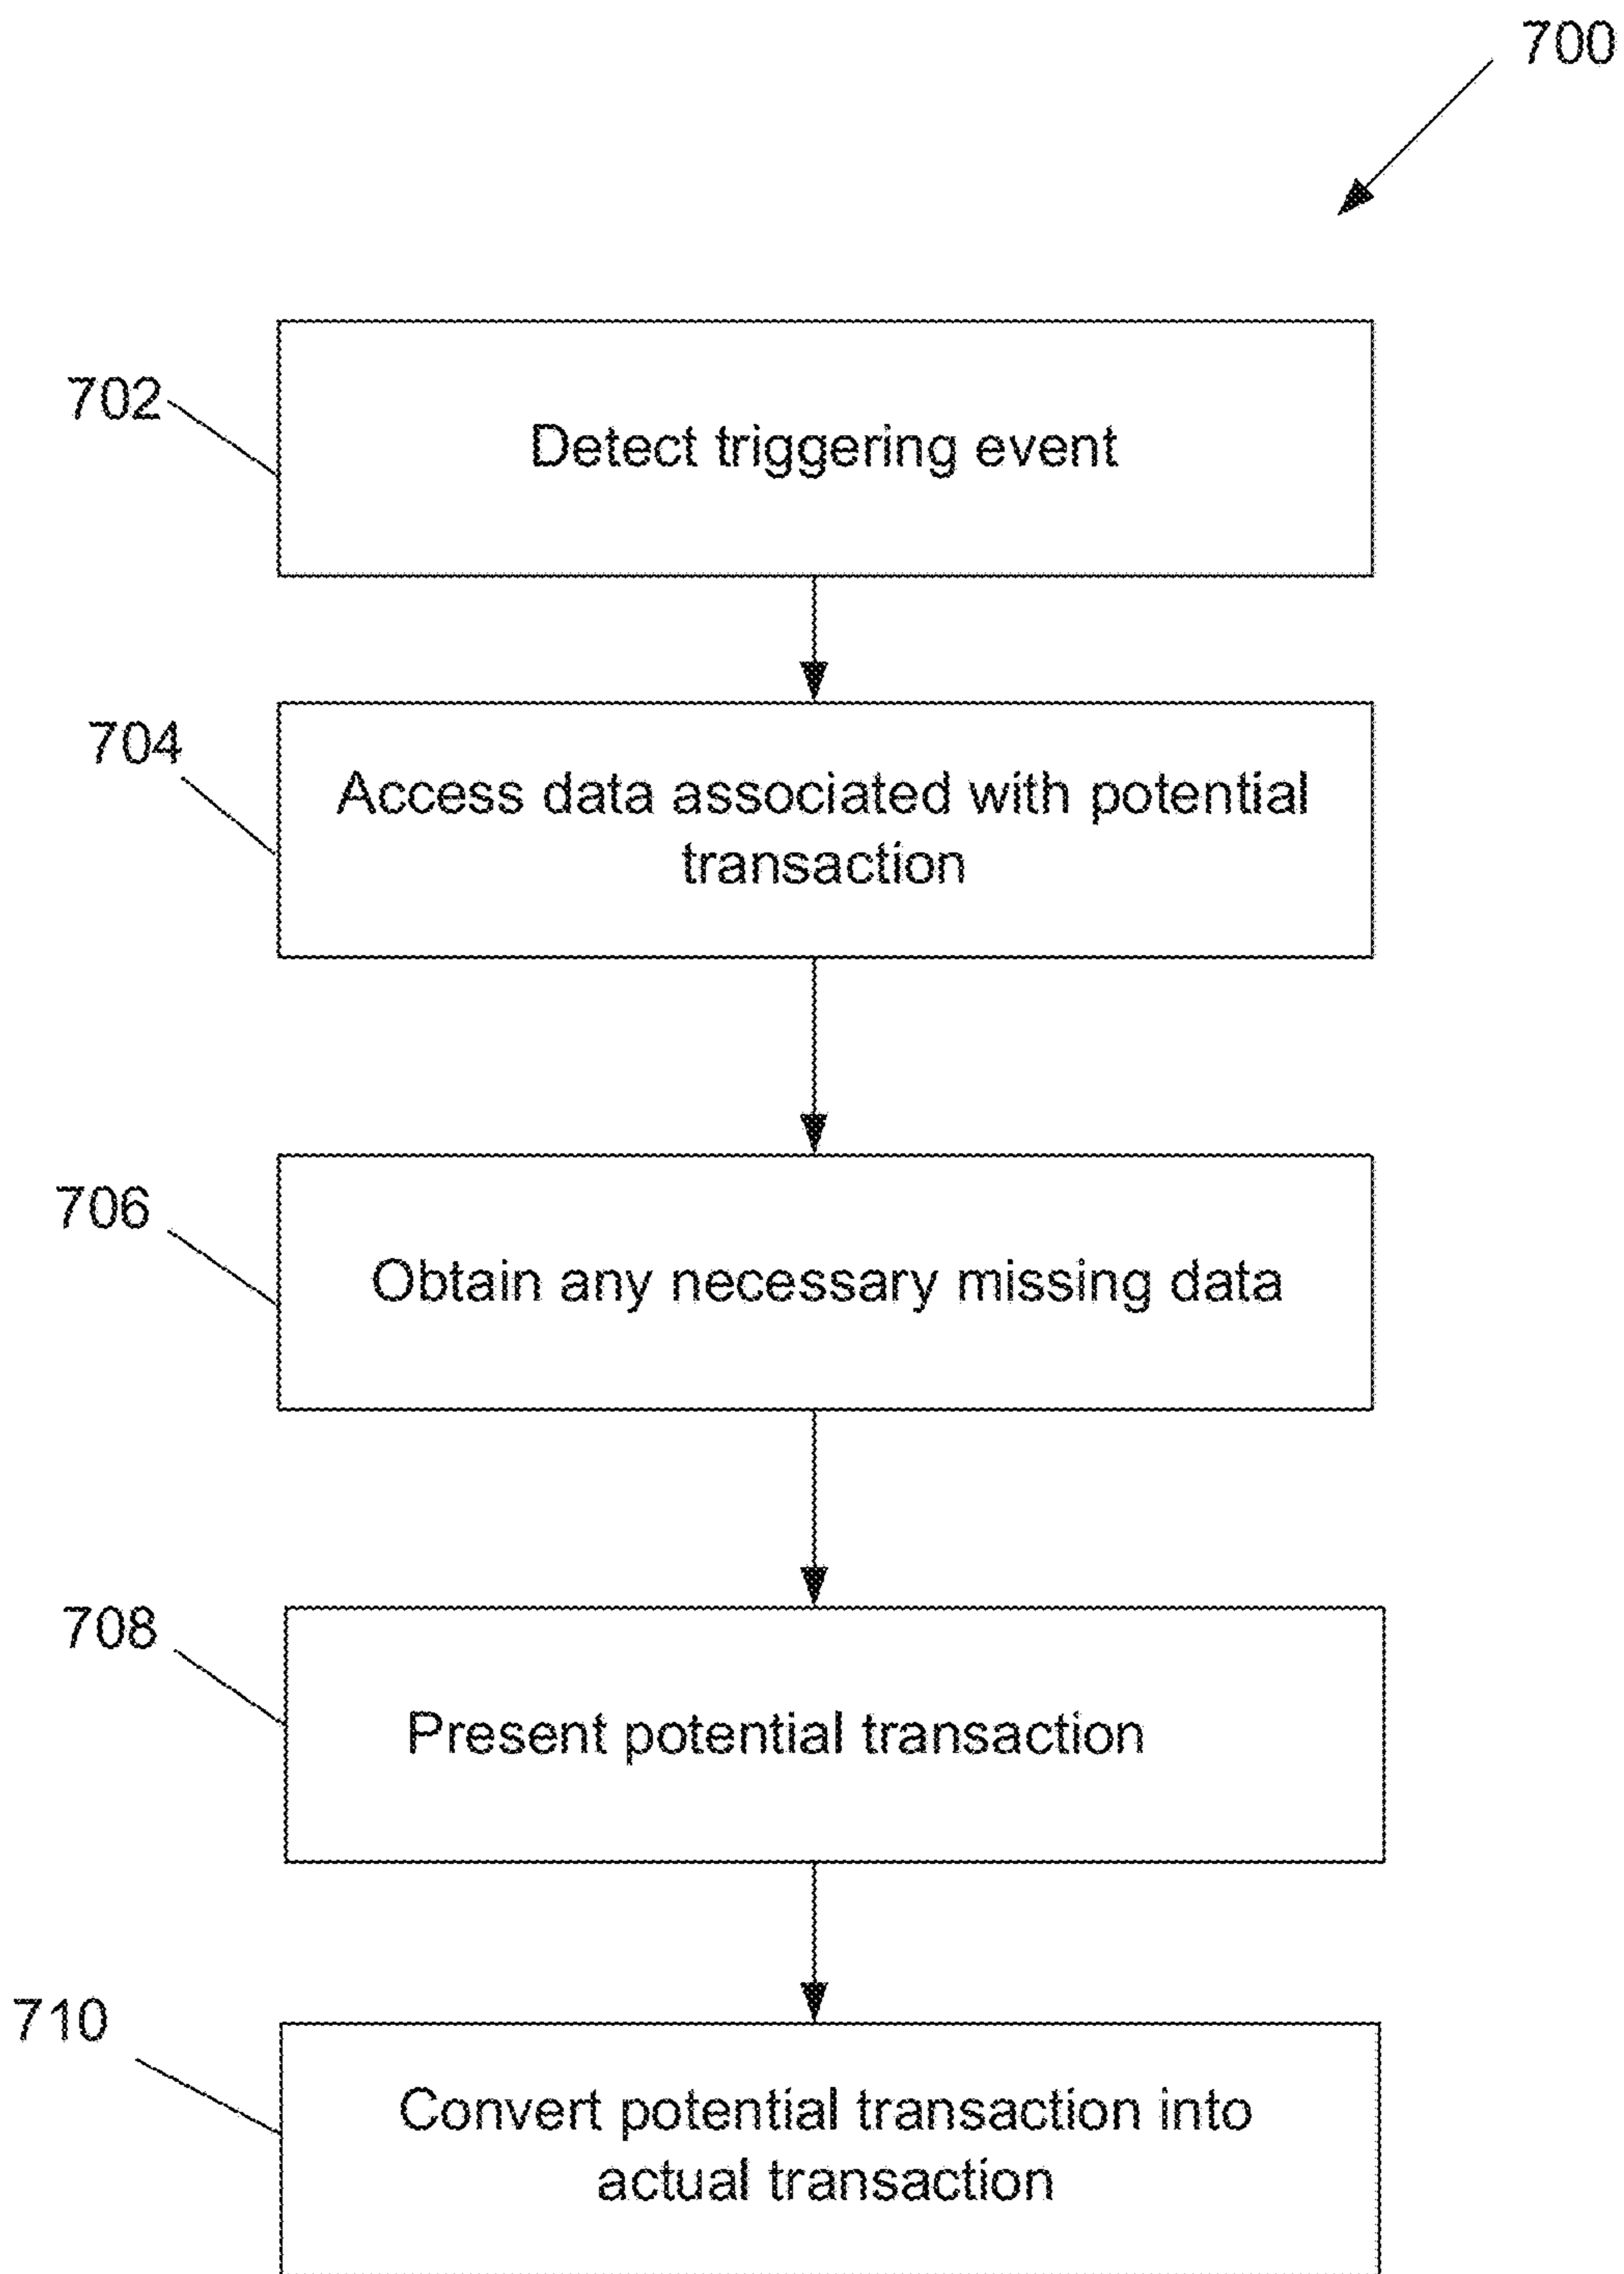 700
702
Detect triggering event
704
Access data associated with potential
transaction
706
Obtain any necessary missing data
708
Present potential transaction
710
Convert potential transaction into
actual transaction